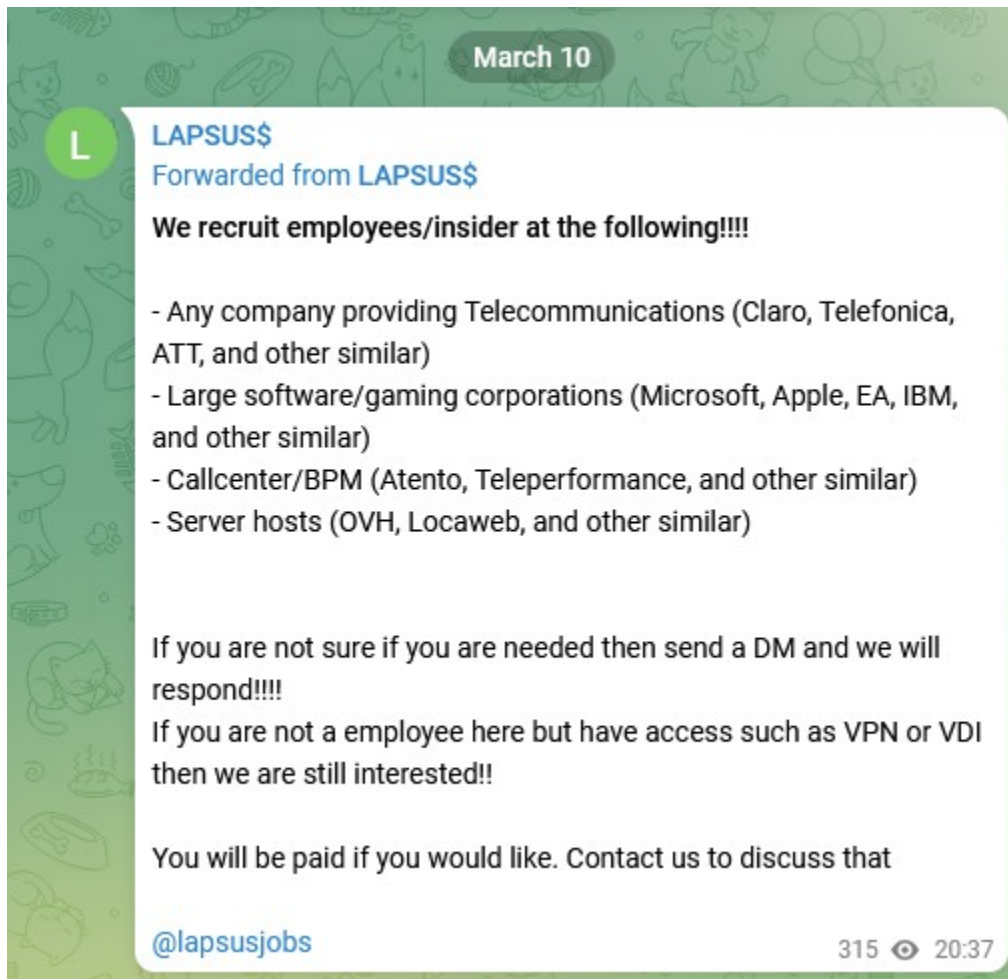 March 10
L
LAPSUS$
Forwarded from LAPSUS$
We recruit employees/insider at the following!!!!
- Any company providing Telecommunications (Claro, Telefonica,
ATT, and other similar)
- Large software/gaming corporations (Microsoft, Apple, EA, IBM,
and other similar)
- Callcenter/BPM (Atento, Teleperformance, and other similar)
- Server hosts (OVH, Locaweb, and other similar)
If you are not sure if you are needed then send a DM and we will
respond!!!!
If you are not a employee here but have access such as VPN or VDI
then we are still interested!!
You will be paid if you would like. Contact us to discuss that
@lapsusjobs
315 20:37